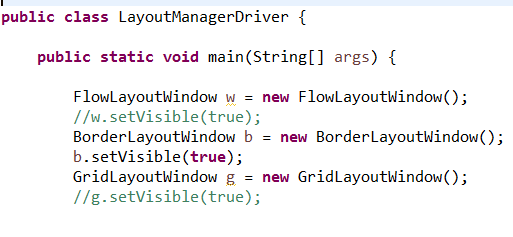 public class LayoutManagerDriver {
public static void main(String[] args) {
FlowLayoutWindow w = new FlowLayoutWindow();
//w.setVisible(true);
BorderLayoutWindow b = new BorderLayoutWindow();
b.setVisible(true);
GridLayoutWindow g = new GridLayoutWindow();
//g.setVisible(true);